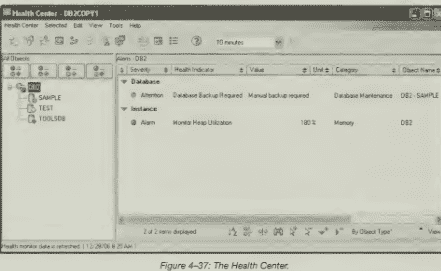 Health Center - DB2COPY1
Health Center Selected Edit View Tools Help
10 minutes
All Objects
Alarms : DB2
Severity Health Indicator Value Unit Category Object Name
DB2
SAMPLE
TEST
TOOLSDB
Database
Attention Database Backup Required Manual backup required Database Maintenance DB2 - SAMPLE
Instance
Alarm Monitor Heap Utilization 100 % Memory DB2
2 of 2 items displayed By Object Type* View
Health monitor data is refreshed
Figure 4–37: The Health Center.